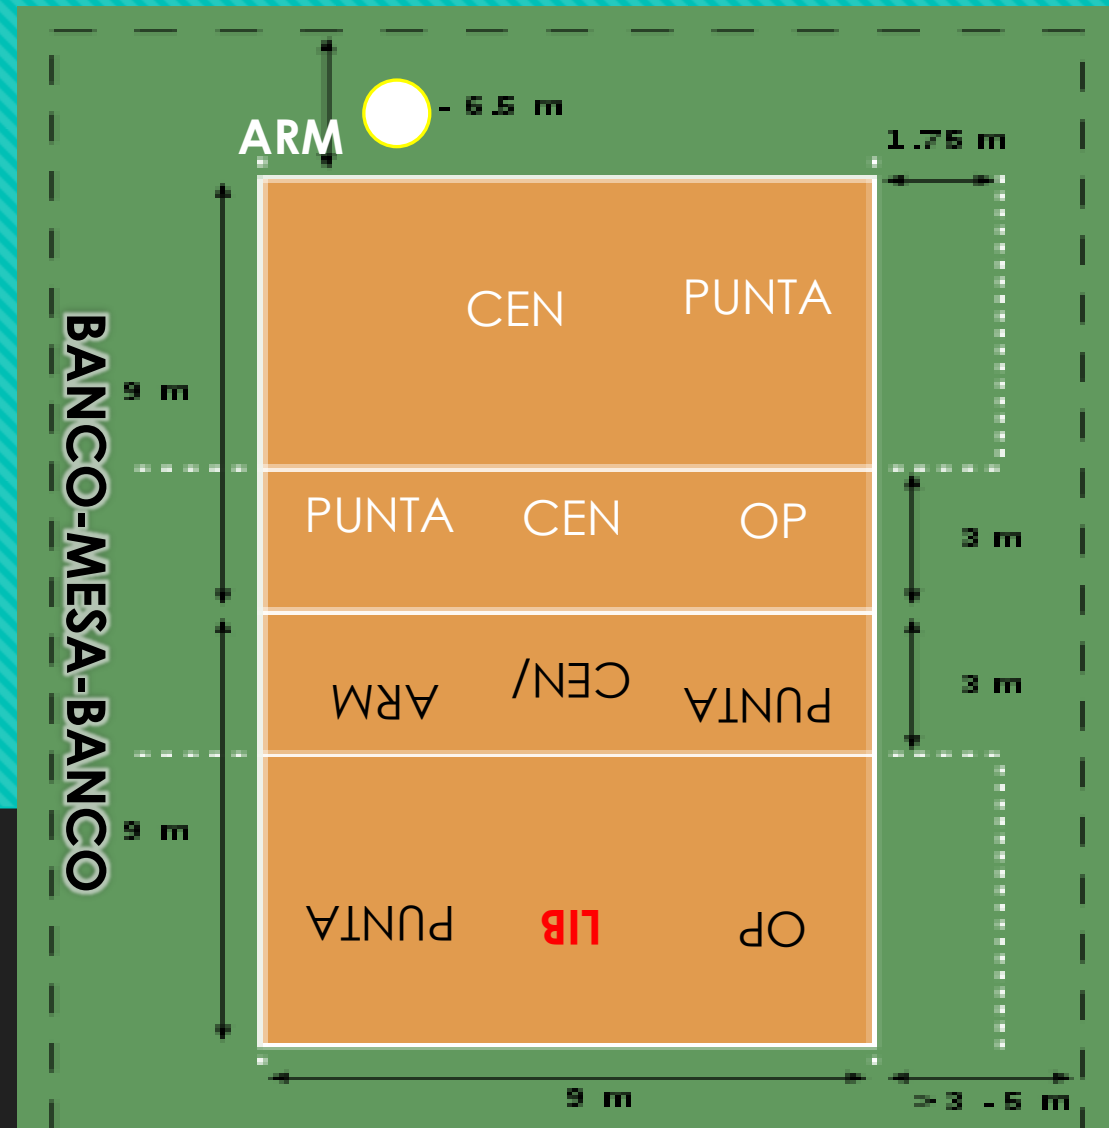 - 6.5 m
ARM
1.75 m
CEN
PUNTA
9 m
BANCO-MESA-BANCO
PUNTA
CEN
OP
3 m
ARM
CEN/
PUNTA
3 m
9 m
PUNTA
LIB
OP
9 m
>3 - 5 m